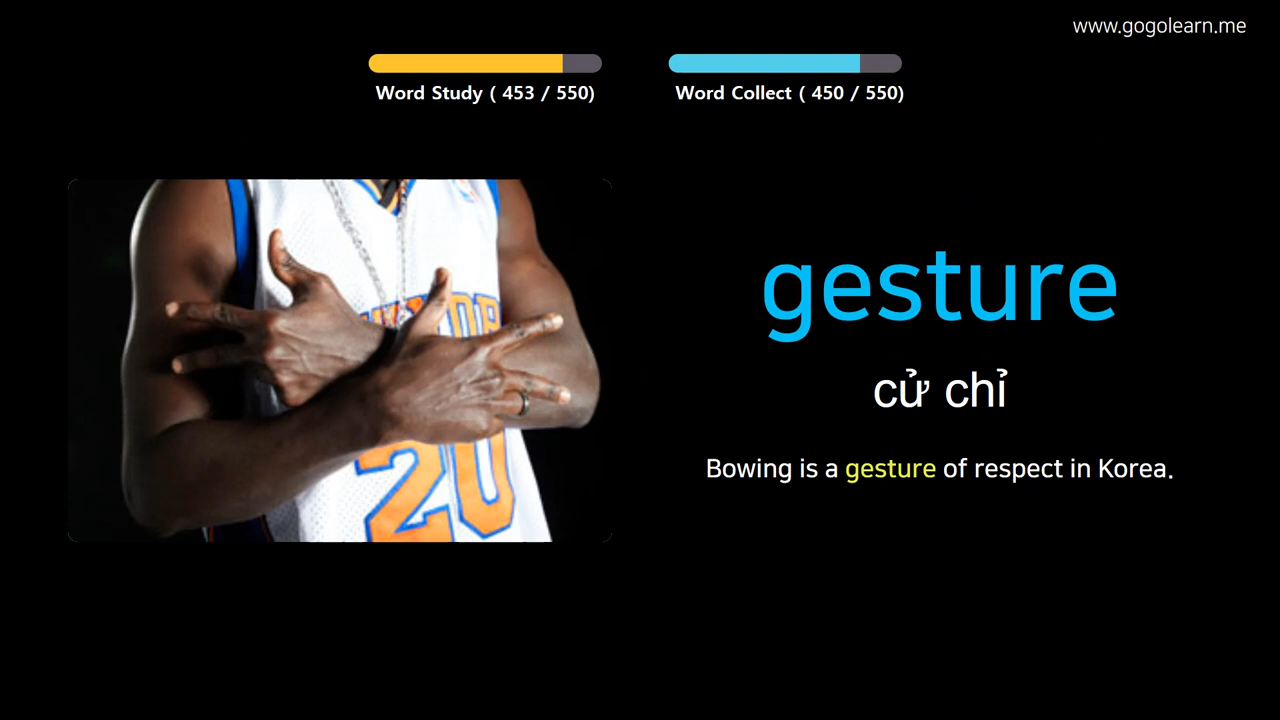 www.gogolearn.me
Word Study ( 453 / 550)
Word Collect ( 450 / 550)
gesture
cử chỉ
Bowing is a gesture of respect in Korea.
20